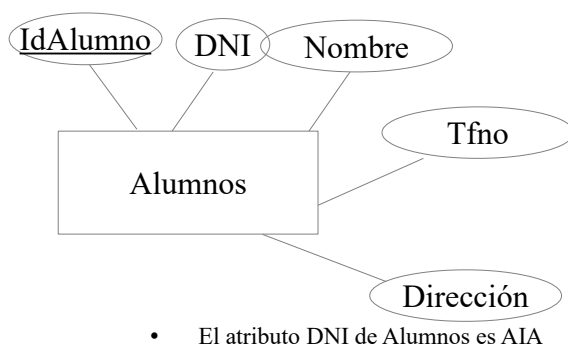 IdAlumno
DNI
Nombre
Tfno
Alumnos
Dirección
• El atributo DNI de Alumnos es AIA